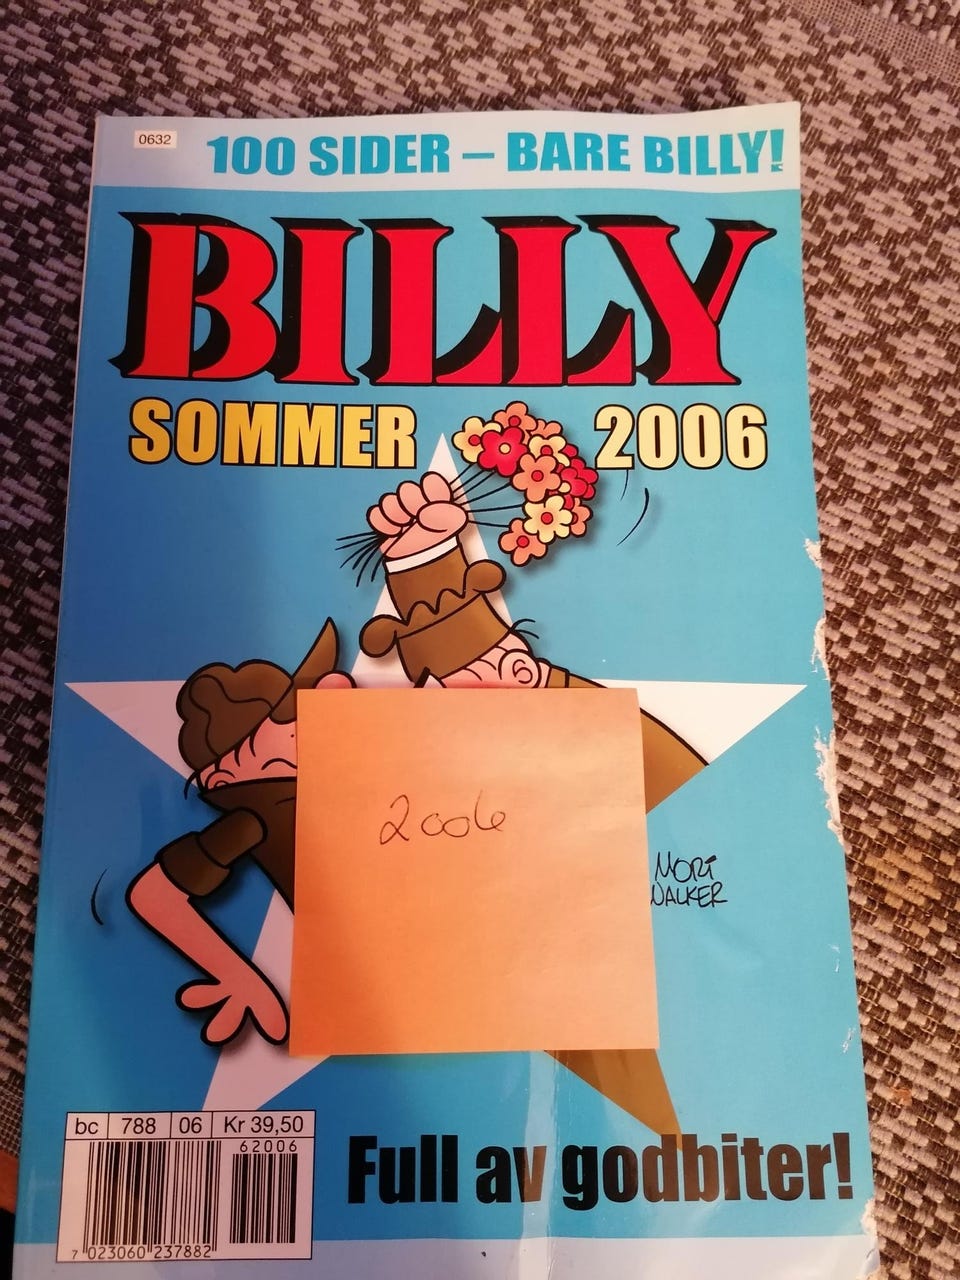 0632
100 SIDER – BARE BILLY!
BILLY
SOMMER 2006
2006
MORT
WALKER
bc 788 06 Kr 39,50
62006
7 023060 237882
Full av godbiter!